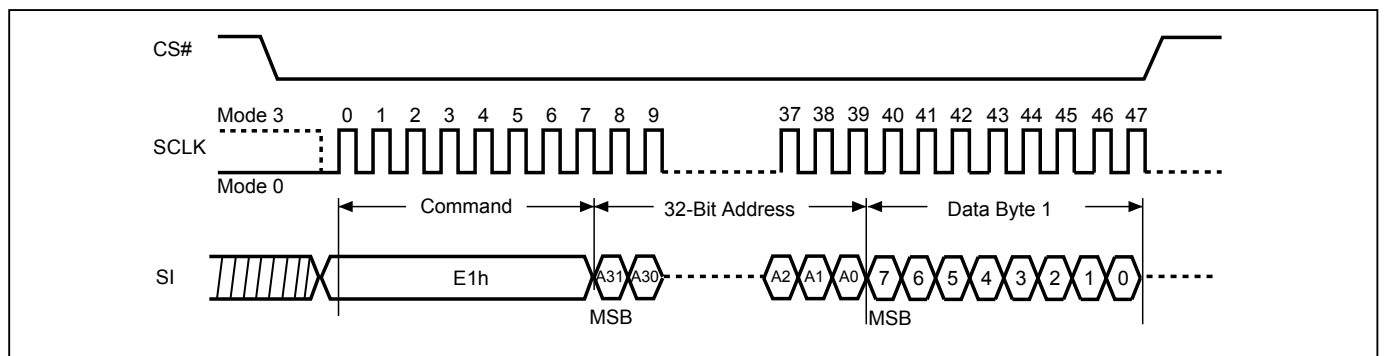 CS#
Mode 3 0 1 2 3 4 5 6 7 8 9 37 38 39 40 41 42 43 44 45 46 47
SCLK
Mode 0
Command 32-Bit Address Data Byte 1
SI E1h A31 A30 A2 A1 A0 7 6 5 4 3 2 1 0
MSB MSB